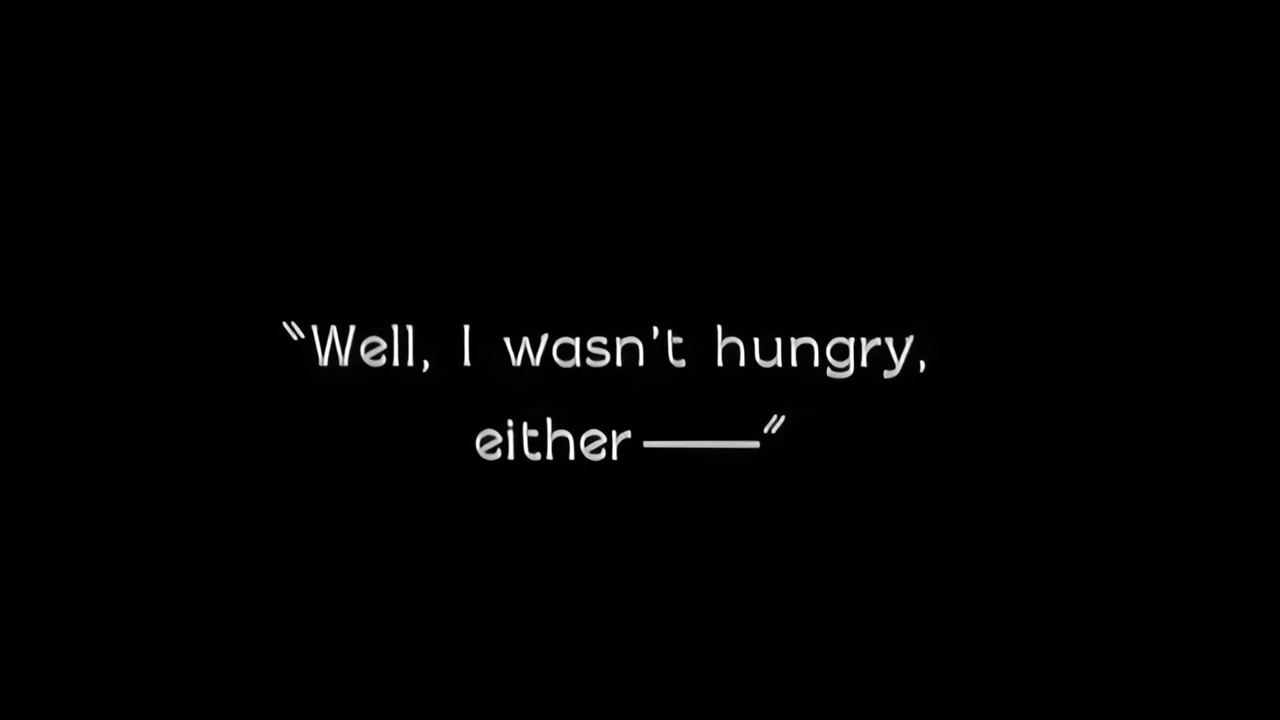 “Well, I wasn't hungry,
either——”